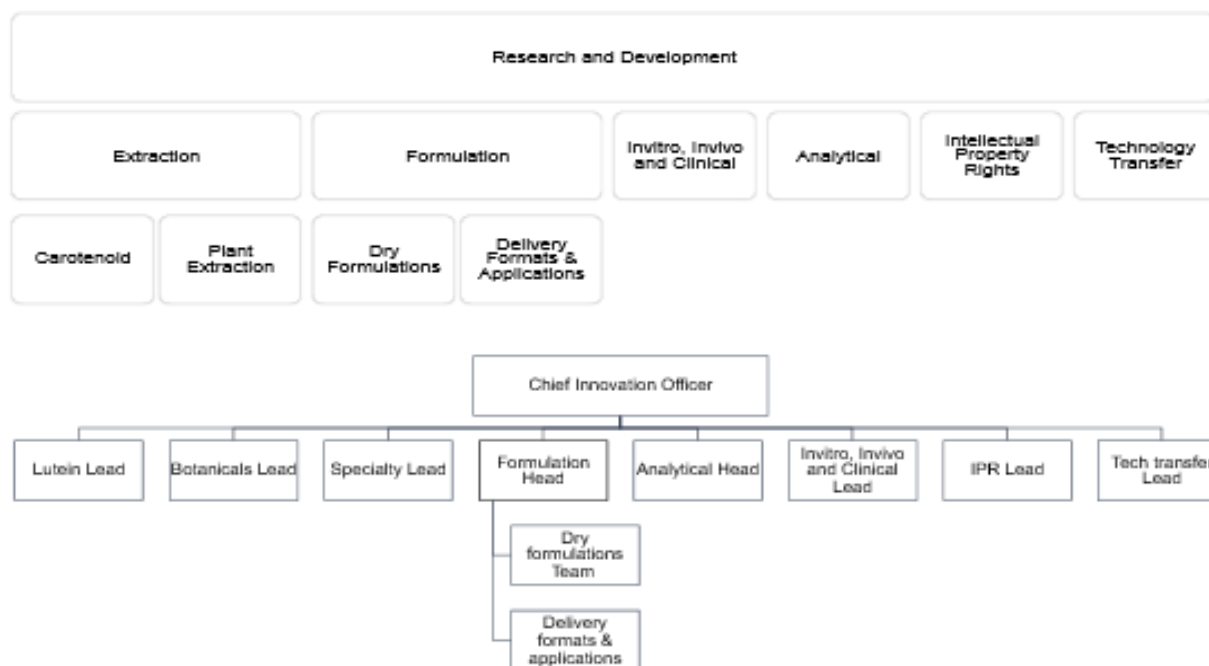 Research and Development
Extraction
Formulation
Invitro, Invivo
and Clinical
Analytical
Intellectual
Property
Rights
Technology
Transfer
Carotenoid
Plant
Extraction
Dry
Formulations
Delivery
Formats &
Applications
Chief Innovation Officer
Lutein Lead
Botanicals Lead
Specialty Lead
Formulation
Head
Analytical Head
Invitro, Invivo
and Clinical
Lead
IPR Lead
Tech transfer
Lead
Dry
formulations
Team
Delivery
formats &
applications